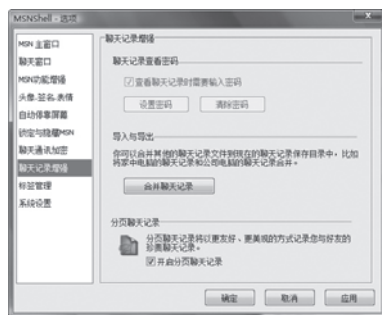 MSNShell - 选项
MSN 主窗口
聊天窗口
MSN功能增强
头像.签名.表情
自动停靠屏幕
锁定与隐藏MSN
聊天通讯加密
聊天记录增强
标签管理
系统设置
聊天记录增强
聊天记录查看密码
查看聊天记录时需要输入密码
设置密码
清除密码
导入与导出
你可以合并其他的聊天记录文件到现在的聊天记录保存目录中，比如
将家中电脑的聊天记录和公司电脑的聊天记录合并。
合并聊天记录
分页聊天记录
分页聊天记录将以更友好、更美观的方式记录您与好友的
珍贵聊天记录。
开启分页聊天记录
确定
取消
应用